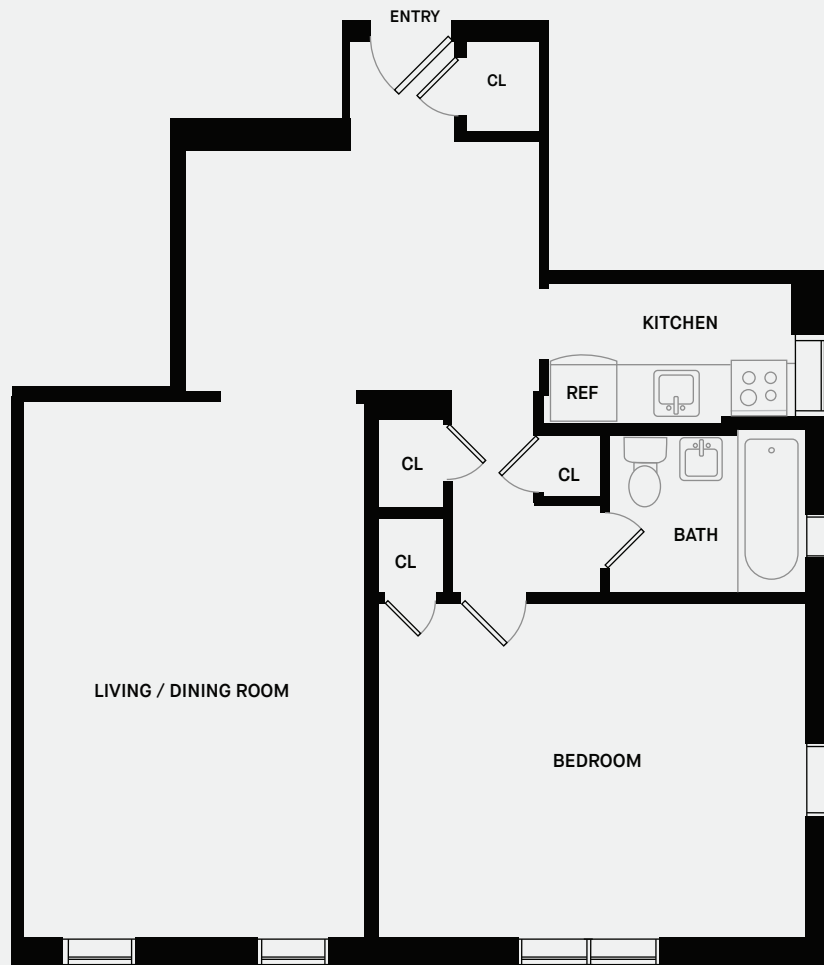 ENTRY
CL
KITCHEN
REF
CL
CL
BATH
CL
LIVING / DINING ROOM
BEDROOM